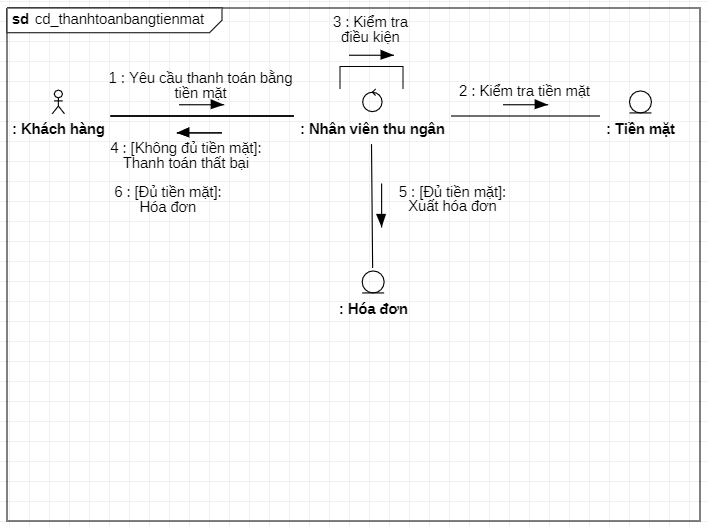 sd cd_thanhtoanbangtienmat
3 : Kiểm tra
điều kiện
1 : Yêu cầu thanh toán bằng
tiền mặt
2 : Kiểm tra tiền mặt
: Khách hàng
: Nhân viên thu ngân
: Tiền mặt
4 : [Không đủ tiền mặt]:
Thanh toán thất bại
6 : [Đủ tiền mặt]:
Hóa đơn
5 : [Đủ tiền mặt]:
Xuất hóa đơn
: Hóa đơn